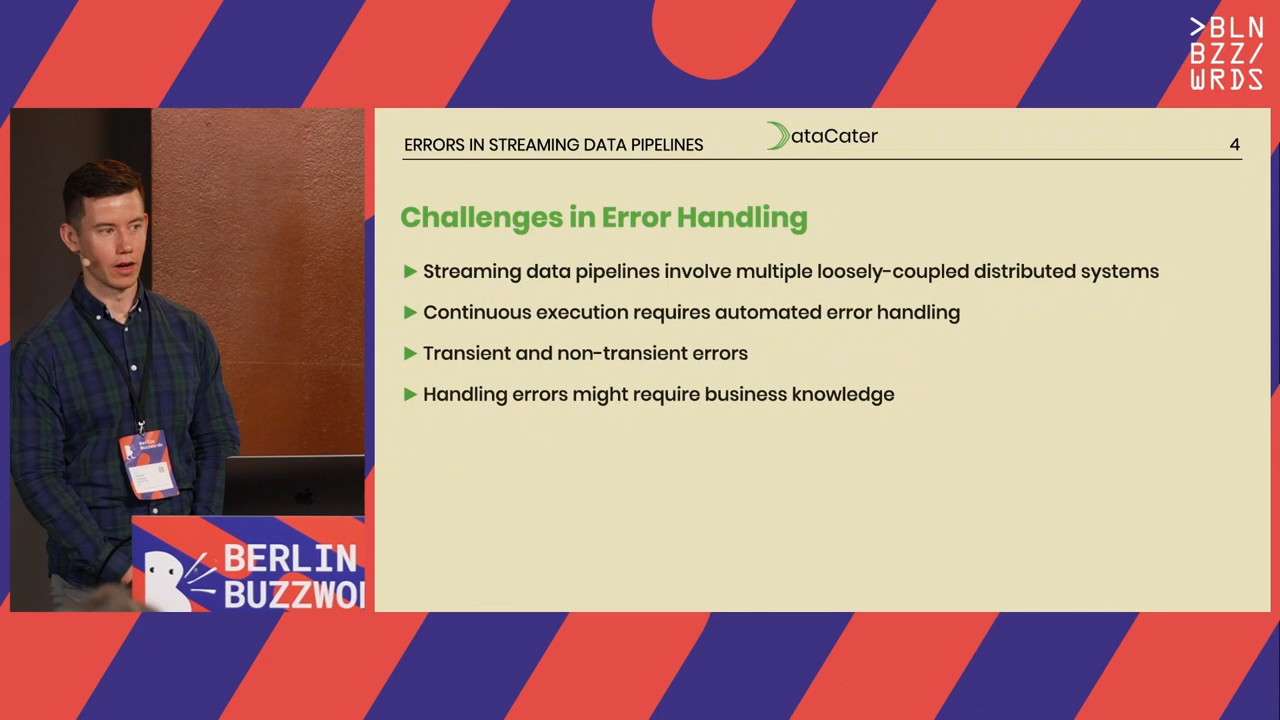 >BLN
BZZ/
WRDS
ERRORS IN STREAMING DATA PIPELINES
DataCater
4
Challenges in Error Handling
Streaming data pipelines involve multiple loosely-coupled distributed systems
Continuous execution requires automated error handling
Transient and non-transient errors
Handling errors might require business knowledge
BERLIN
BUZZWO